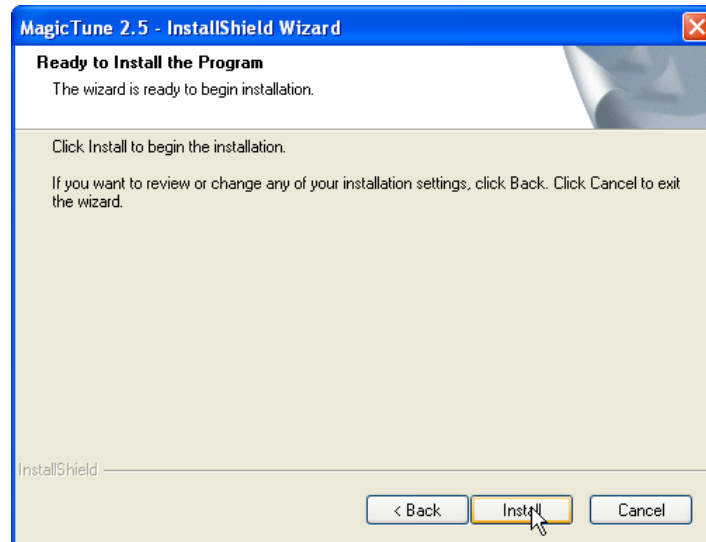 MagicTune 2.5 - InstallShield Wizard
Ready to Install the Program
The wizard is ready to begin installation.
Click Install to begin the installation.
If you want to review or change any of your installation settings, click Back. Click Cancel to exit
the wizard.
InstallShield
< Back Install Cancel